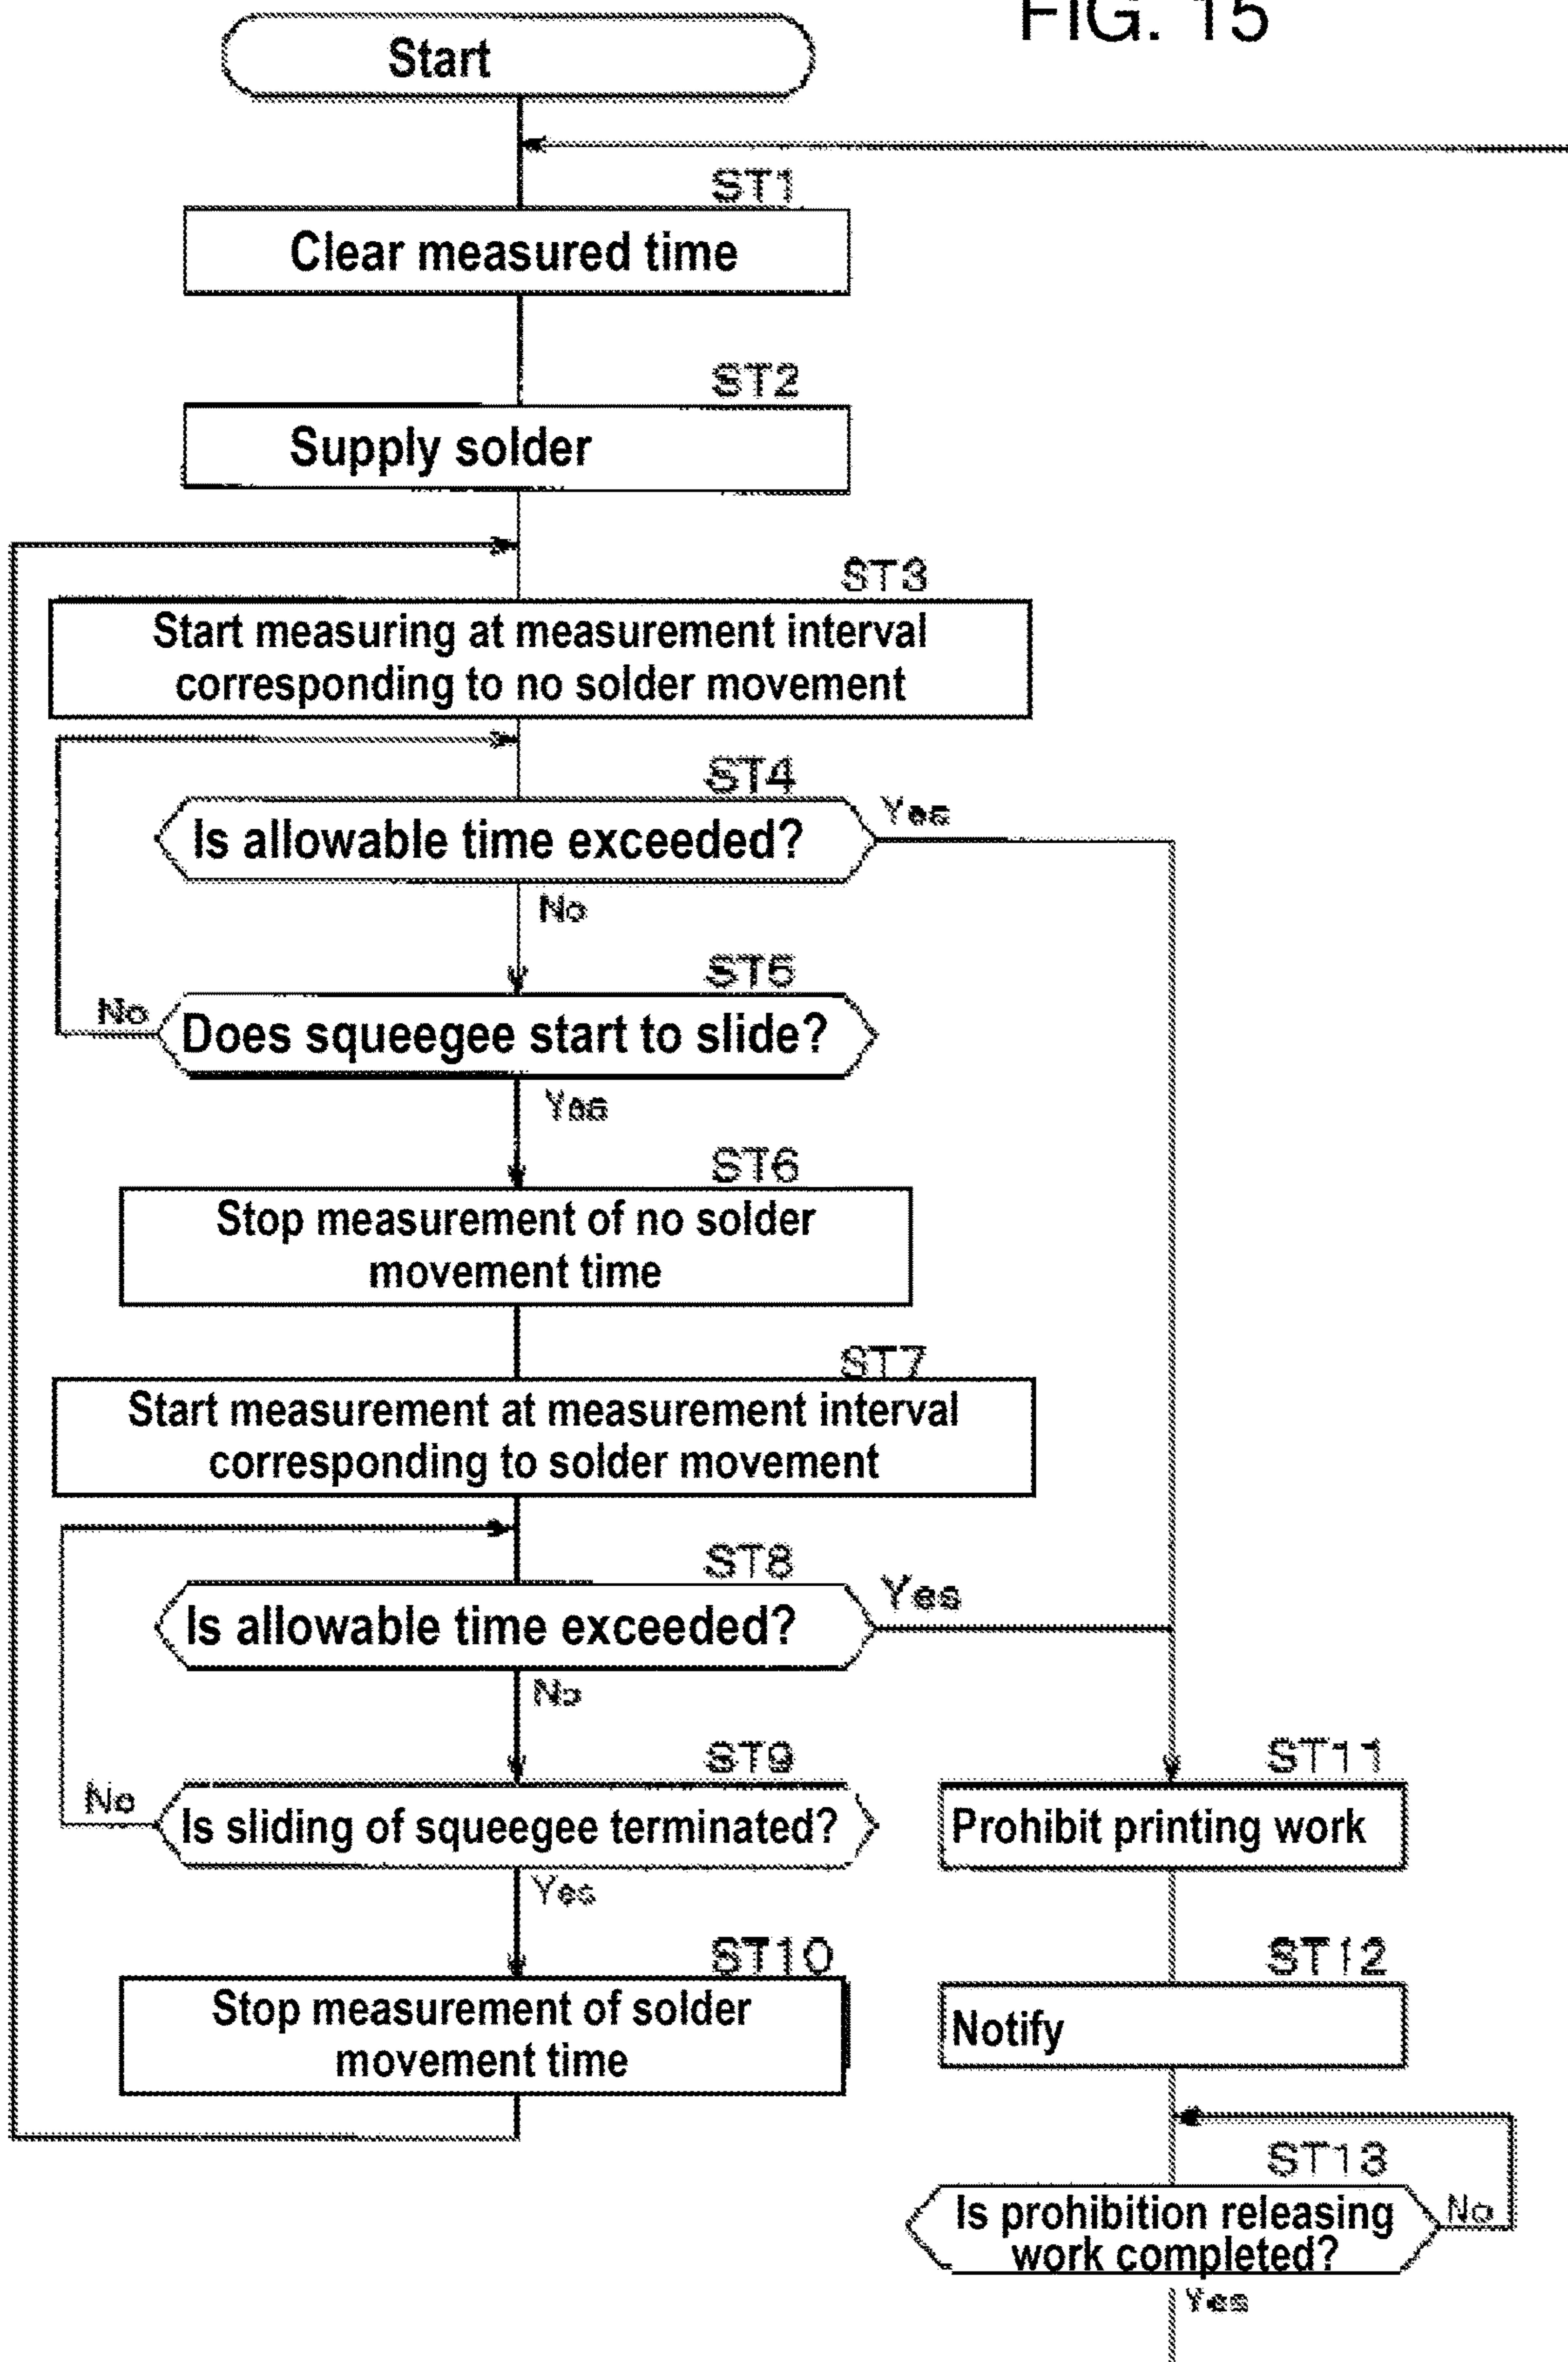 FIG. 15
Start
ST1
Clear measured time
ST2
Supply solder
ST3
Start measuring at measurement interval
corresponding to no solder movement
ST4
Is allowable time exceeded?
Yes
No
ST5
Does squeegee start to slide?
No
Yes
ST6
Stop measurement of no solder
movement time
ST7
Start measurement at measurement interval
corresponding to solder movement
ST8
Is allowable time exceeded?
Yes
No
ST9
Is sliding of squeegee terminated?
No
Yes
ST10
Stop measurement of solder
movement time
ST11
Prohibit printing work
ST12
Notify
ST13
Is prohibition releasing
work completed?
No
Yes